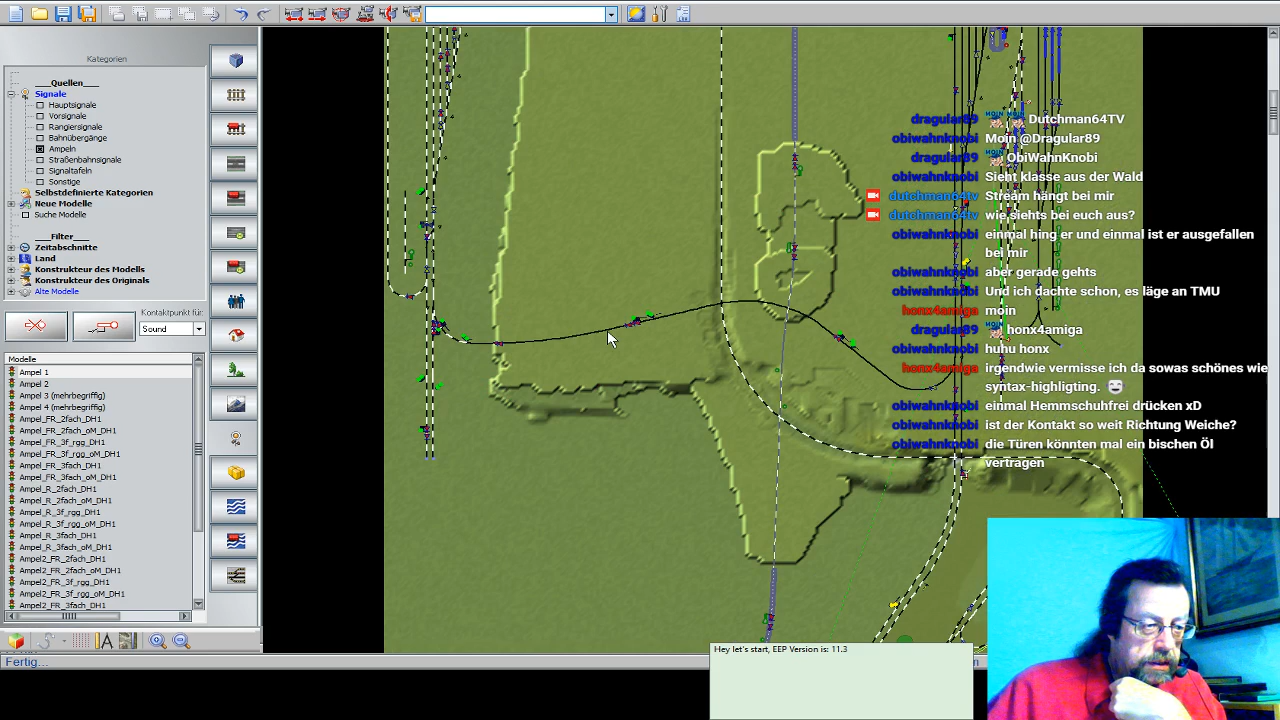 Kategorien
___Quellen___
Signale
Hauptsignale
Vorsignale
Rangiersignale
Bahnübergänge
Ampeln
Straßenbahnsignale
Signaltafeln
Sonstige
Selbstdefinierte Kategorien
Neue Modelle
Suche Modelle
___Filter___
Zeitabschnitte
Land
Konstrukteur des Modells
Konstrukteur des Originals
Alte Modelle
Kontaktpunkt für:
Sound
Modelle
Ampel 1
Ampel 2
Ampel 3 (mehrbegriffig)
Ampel 4 (mehrbegriffig)
Ampel_FR_2fach_DH1
Ampel_FR_2fach_oM_DH1
Ampel_FR_3f_rgg_DH1
Ampel_FR_3f_rgg_oM_DH1
Ampel_FR_3fach_DH1
Ampel_FR_3fach_oM_DH1
Ampel_R_2fach_DH1
Ampel_R_2fach_oM_DH1
Ampel_R_3f_rgg_DH1
Ampel_R_3f_rgg_oM_DH1
Ampel_R_3fach_DH1
Ampel_R_3fach_oM_DH1
Ampel2_FR_2fach_DH1
Ampel2_FR_2fach_oM_DH1
Ampel2_FR_3f_rgg_DH1
Ampel2_FR_3f_rgg_oM_DH1
Ampel2_FR_3fach_DH1
Fertig...
dragular89 MOIN MOIN Dutchman64TV
obiwahnknobi Moin @Dragular89
dragular89 MOIN ObiWahnKnobi
obiwahnknobi Sieht klasse aus der Wald
dutchman64tv Stream hängt bei mir
dutchman64tv wie siehts bei euch aus?
obiwahnknobi einmal hing er und einmal ist er ausgefallen
bei mir
obiwahnknobi aber gerade gehts
obiwahnknobi Und ich dachte schon, es läge an TMU
honx4amiga moin
dragular89 MOIN honx4amiga
obiwahnknobi huhu honx
honx4amiga irgendwie vermisse ich da sowas schönes wie
syntax-highligting.
obiwahnknobi einmal Hemmschuhfrei drücken xD
obiwahnknobi ist der Kontakt so weit Richtung Weiche?
obiwahnknobi die Türen könnten mal ein bischen Öl
vertragen
Hey let's start, EEP Version is: 11.3